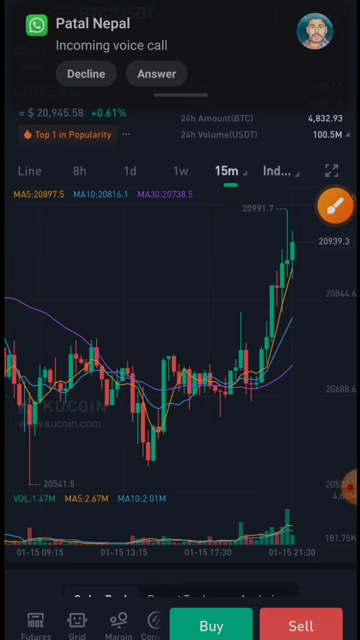 Patal Nepal
Incoming voice call
Decline
Answer
= $ 20,945.58 +0.61%
24h Amount(BTC) 4,832.93
Top 1 in Popularity
24h Volume(USDT) 100.5M
Line 8h 1d 1w 15m Ind...
MA5:20897.5 MA10:20816.1 MA30:20738.5
20991.7
20939.3
20844.6
20688.6
KUCOIN
www.kucoin.com
20541.5
VOL:1.47M MA5:2.67M MA10:2.01M
181.75K
01-15 09:15 01-15 13:15 01-15 17:30 01-15 21:30
Futures
Grid
Margin
Buy
Sell